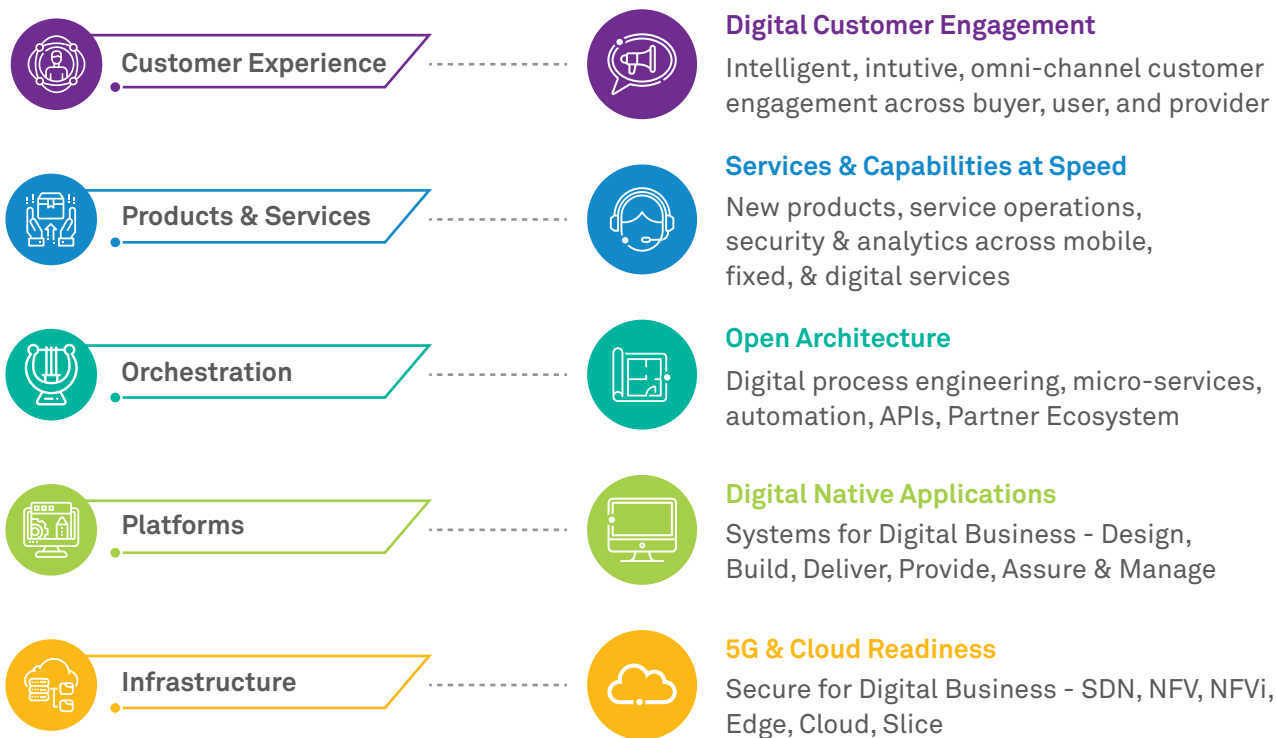 Customer Experience
Digital Customer Engagement
Intelligent, intutive, omni-channel customer
engagement across buyer, user, and provider
Products & Services
Services & Capabilities at Speed
New products, service operations,
security & analytics across mobile,
fixed, & digital services
Orchestration
Open Architecture
Digital process engineering, micro-services,
automation, APIs, Partner Ecosystem
Platforms
Digital Native Applications
Systems for Digital Business - Design,
Build, Deliver, Provide, Assure & Manage
Infrastructure
5G & Cloud Readiness
Secure for Digital Business - SDN, NFV, NFVi,
Edge, Cloud, Slice